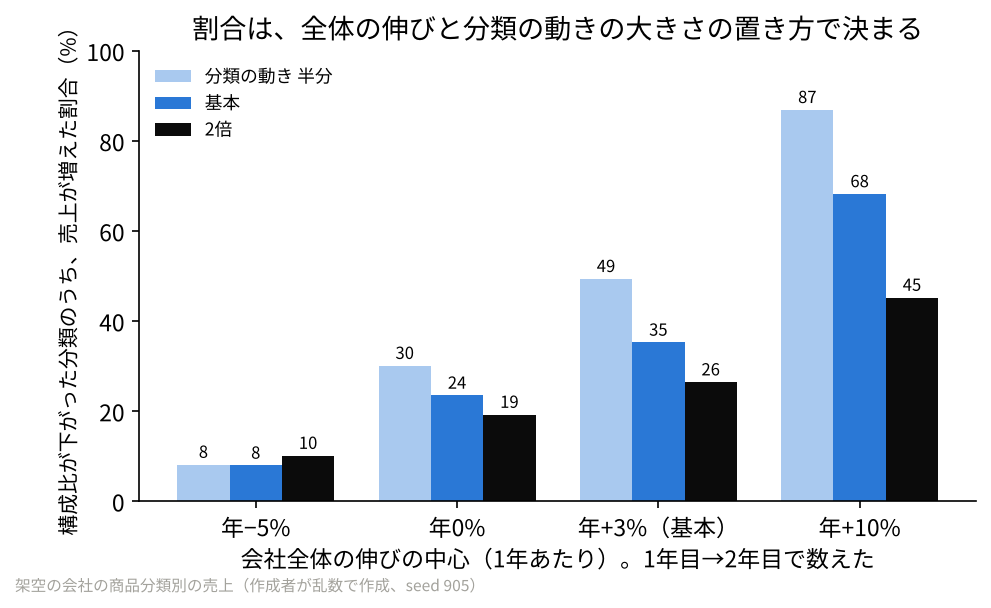 割合は、全体の伸びと分類の動きの大きさの置き方で決まる
構成比が下がった分類のうち、売上が増えた割合（%）
100
80
60
40
20
0
分類の動き 半分
基本
2倍
8
8
10
30
24
19
49
35
26
87
68
45
年−5%
年0%
年+3%（基本）
年+10%
会社全体の伸びの中心（1年あたり）。1年目→2年目で数えた
架空の会社の商品分類別の売上（作成者が乱数で作成、seed 905）